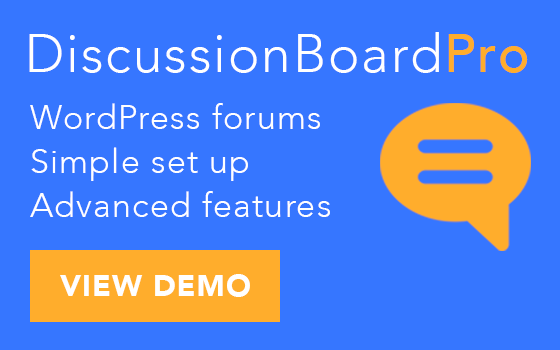 DiscussionBoardPro
WordPress forums
Simple set up
Advanced features
VIEW DEMO